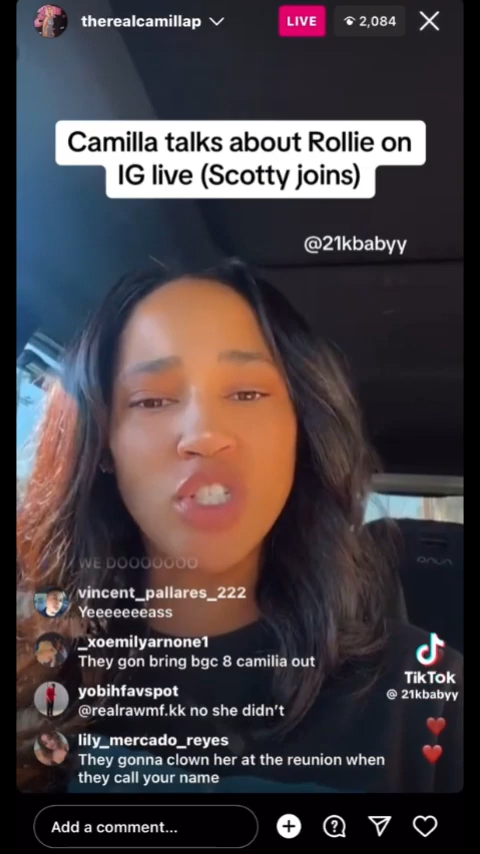 therealcamillap
LIVE
2,084
Camilla talks about Rollie on
IG live (Scotty joins)
@21kbabyy
WE DOOOOOOO
vincent_pallares_222
Yeeeeeeeass
_xoemilyarnone1
They gon bring bgc 8 camilia out
yobihfavspot
@realrawmf.kk no she didn't
lily_mercado_reyes
They gonna clown her at the reunion when
they call your name
TikTok
@ 21kbabyy
Add a comment...